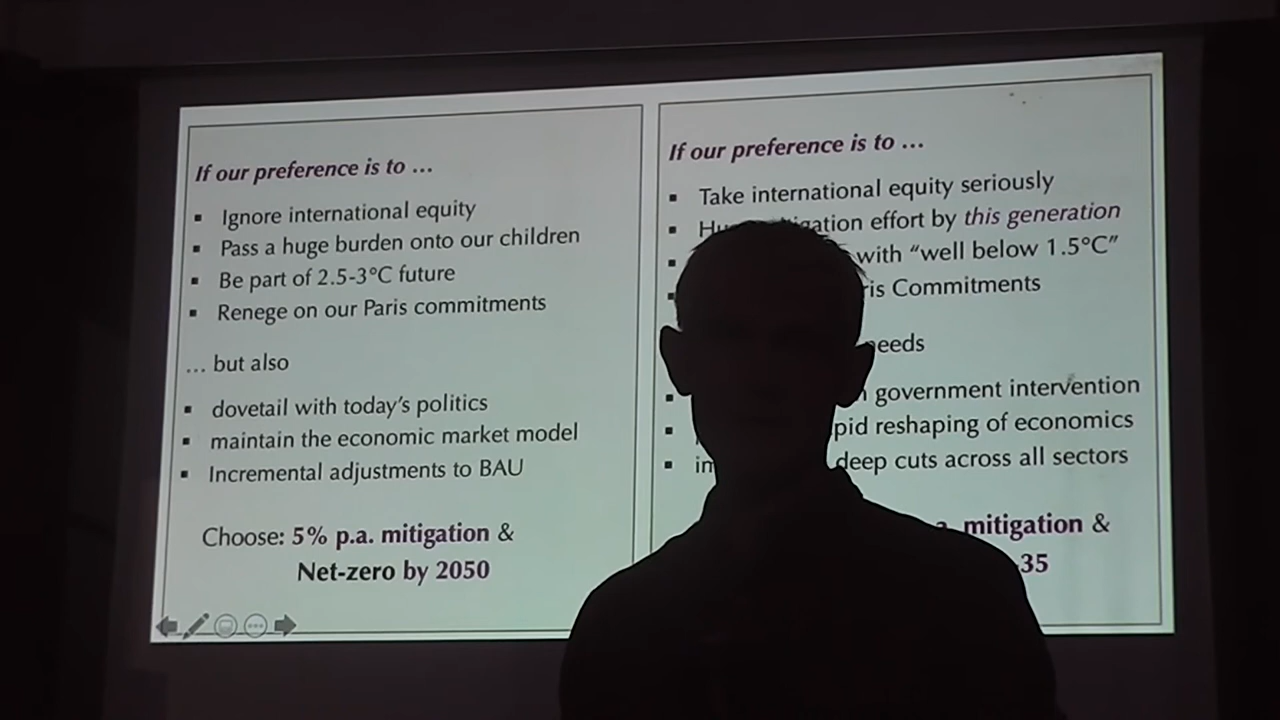 If our preference is to ...
Ignore international equity
Pass a huge burden onto our children
Be part of 2.5-3°C future
Renege on our Paris commitments
... but also
dovetail with today's politics
maintain the economic market model
Incremental adjustments to BAU
Choose: 5% p.a. mitigation &
Net-zero by 2050
If our preference is to ...
Take international equity seriously
effort by this generation
with “well below 1.5°C”
Commitments
government intervention
reshaping of economics
deep cuts across all sectors
mitigation &
35